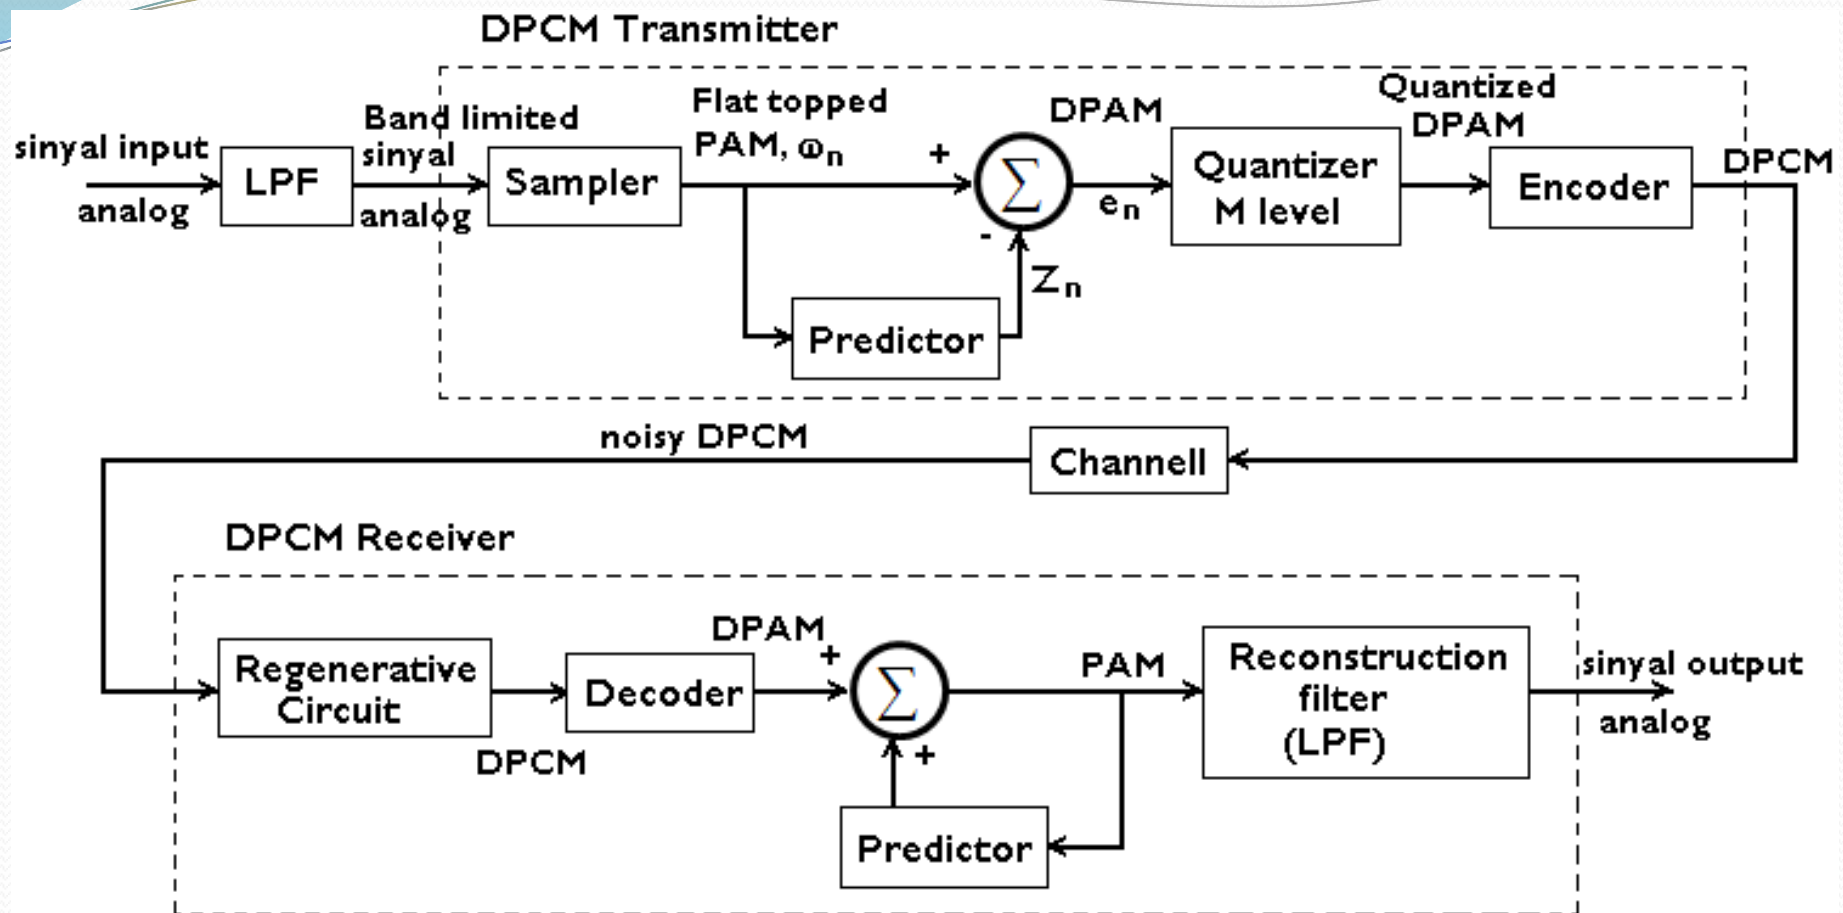 DPCM Transmitter
sinyal input
analog
LPF
Band limited
sinyal
analog
Sampler
Flat topped
PAM, ωn
+
-
∑
Zn
Predictor
DPAM
en
Quantizer
M level
Quantized
DPAM
Encoder
DPCM
Channell
noisy DPCM
DPCM Receiver
Regenerative
Circuit
DPCM
Decoder
DPAM
+
∑
+
Predictor
PAM
Reconstruction
filter
(LPF)
sinyal output
analog